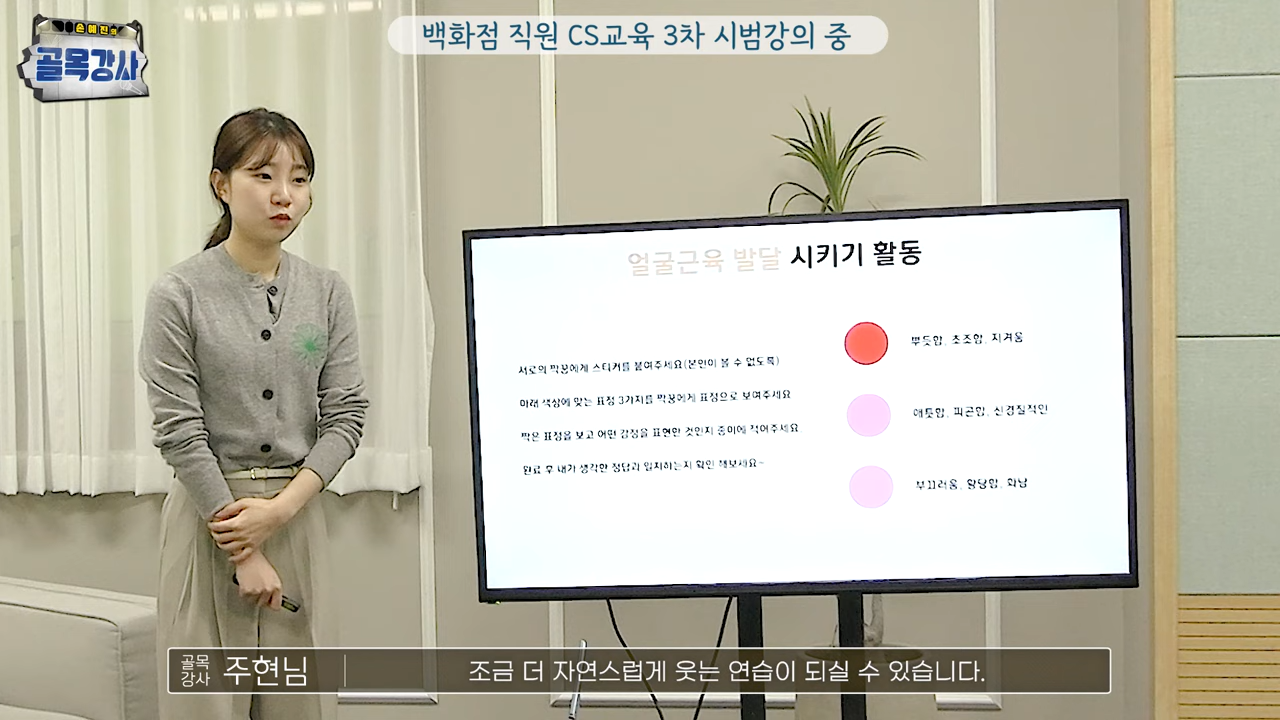 손예진의
골목강사
백화점 직원 CS교육 3차 시범강의 중
얼굴근육 발달 시키기 활동
서로의 짝꿍에게 스티커를 붙여주세요(본인이 볼 수 없도록)
아래 색상에 맞는 표정 3가지를 짝꿍에게 표정으로 보여주세요
짝은 표정을 보고 어떤 감정을 표현한 것인지 종이에 적어주세요.
완료 후 내가 생각한 정답과 일치하는지 확인 해보세요~
뿌듯함, 초조함, 지겨움
애틋함, 피곤함, 신경질적인
부끄러움, 황당함, 화남
골목강사 주현님
조금 더 자연스럽게 웃는 연습이 되실 수 있습니다.